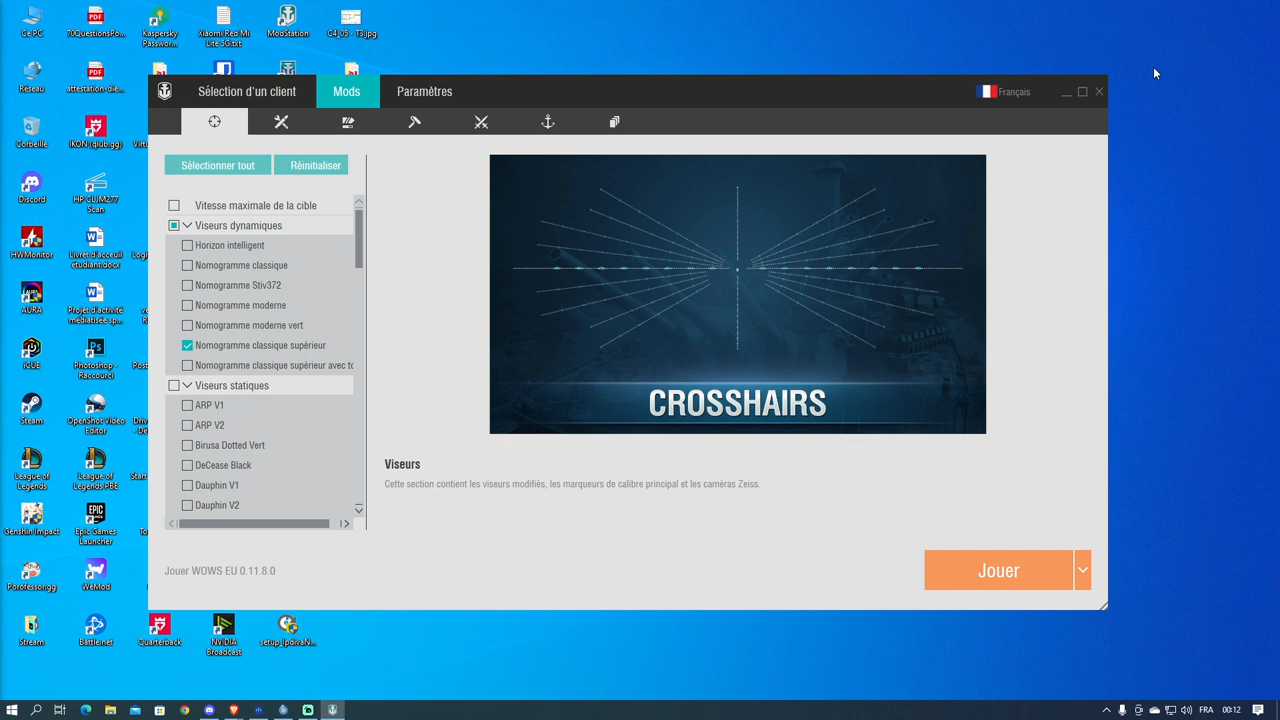 Ce PC
70QuestionsPo...
Kaspersky
Passwor...
Xiaomi Red Mi
Lite 5G.txt
ModStation
C4_05 - T3.jpg
Réseau
attestation-die...
Corbeille
IKON (qlub.gg)
Discord
HP CLJM277
Scan
HWMonitor
Livret d'acceuil
etudiant.docx
AURA
Projet d'activité
médiatisée sp...
iCUE
Photoshop -
Raccourci
Steam
OpenShot Video
Editor
League of
Legends
League of
Legends PBE
Genshin Impact
Epic Games
Launcher
Porofessor.gg
WeMod
Stream
Battle.net
Quarterback
NVIDIA
Broadcast
Sélection d'un client
Mods
Paramètres
Français
Sélectionner tout
Réinitialiser
Vitesse maximale de la cible
Viseurs dynamiques
Horizon intelligent
Nomogramme classique
Nomogramme Stiv372
Nomogramme moderne
Nomogramme moderne vert
Nomogramme classique supérieur
Nomogramme classique supérieur avec to
Viseurs statiques
ARP V1
ARP V2
Birusa Dotted Vert
DeCease Black
Dauphin V1
Dauphin V2
CROSSHAIRS
Viseurs
Cette section contient les viseurs modifiés, les marqueurs de calibre principal et les caméras Zeiss.
Jouer WOWS EU 0.11.8.0
Jouer
FRA
00:12